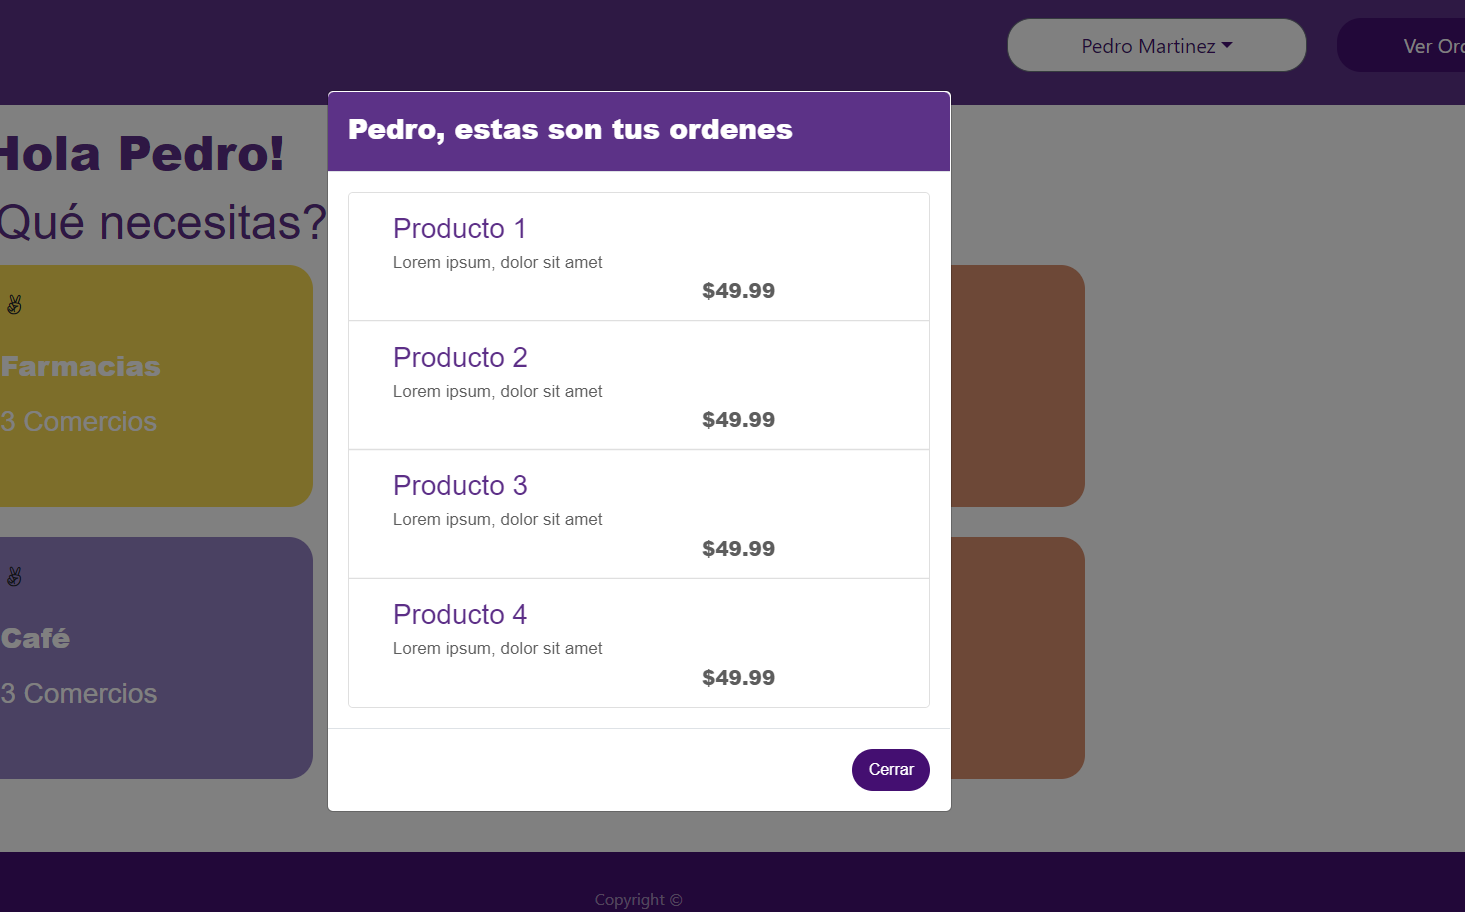 Pedro Martinez
Ver
Pedro, estas son tus ordenes
Hola Pedro!
Qué necesitas?
Producto 1
Lorem ipsum, dolor sit amet
$49.99
Producto 2
Lorem ipsum, dolor sit amet
$49.99
Producto 3
Lorem ipsum, dolor sit amet
$49.99
Producto 4
Lorem ipsum, dolor sit amet
$49.99
Cerrar
Farmacias
3 Comercios
Café
3 Comercios
Copyright ©